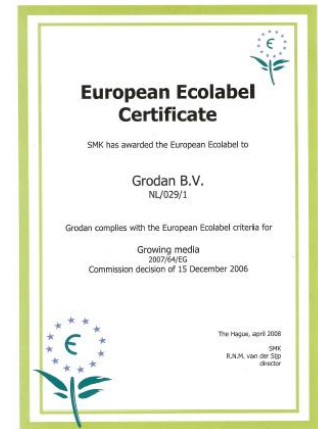 European Ecolabel
Certificate
SMK has awarded the European Ecolabel to
Grodan B.V.
NL/029/1
Grodan complies with the European Ecolabel criteria for
Growing media
2007/64/EG
Commission decision of 15 December 2006
The Hague, april 2008
SMK
R.N.M. van der Sijp
director